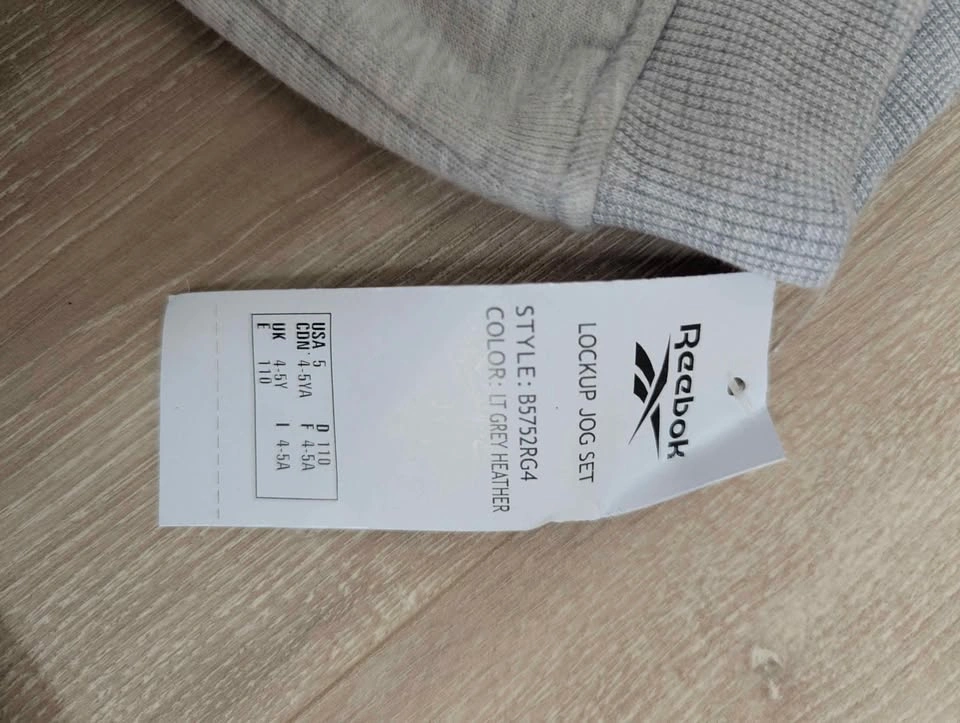 Reebok
LOCKUP JOG SET
STYLE: B5752RG4
COLOR: LT GREY HEATHER
USA 5 D 110
CDN 4-5YA F 4-5A
UK 4-5Y I 4-5A
E 110